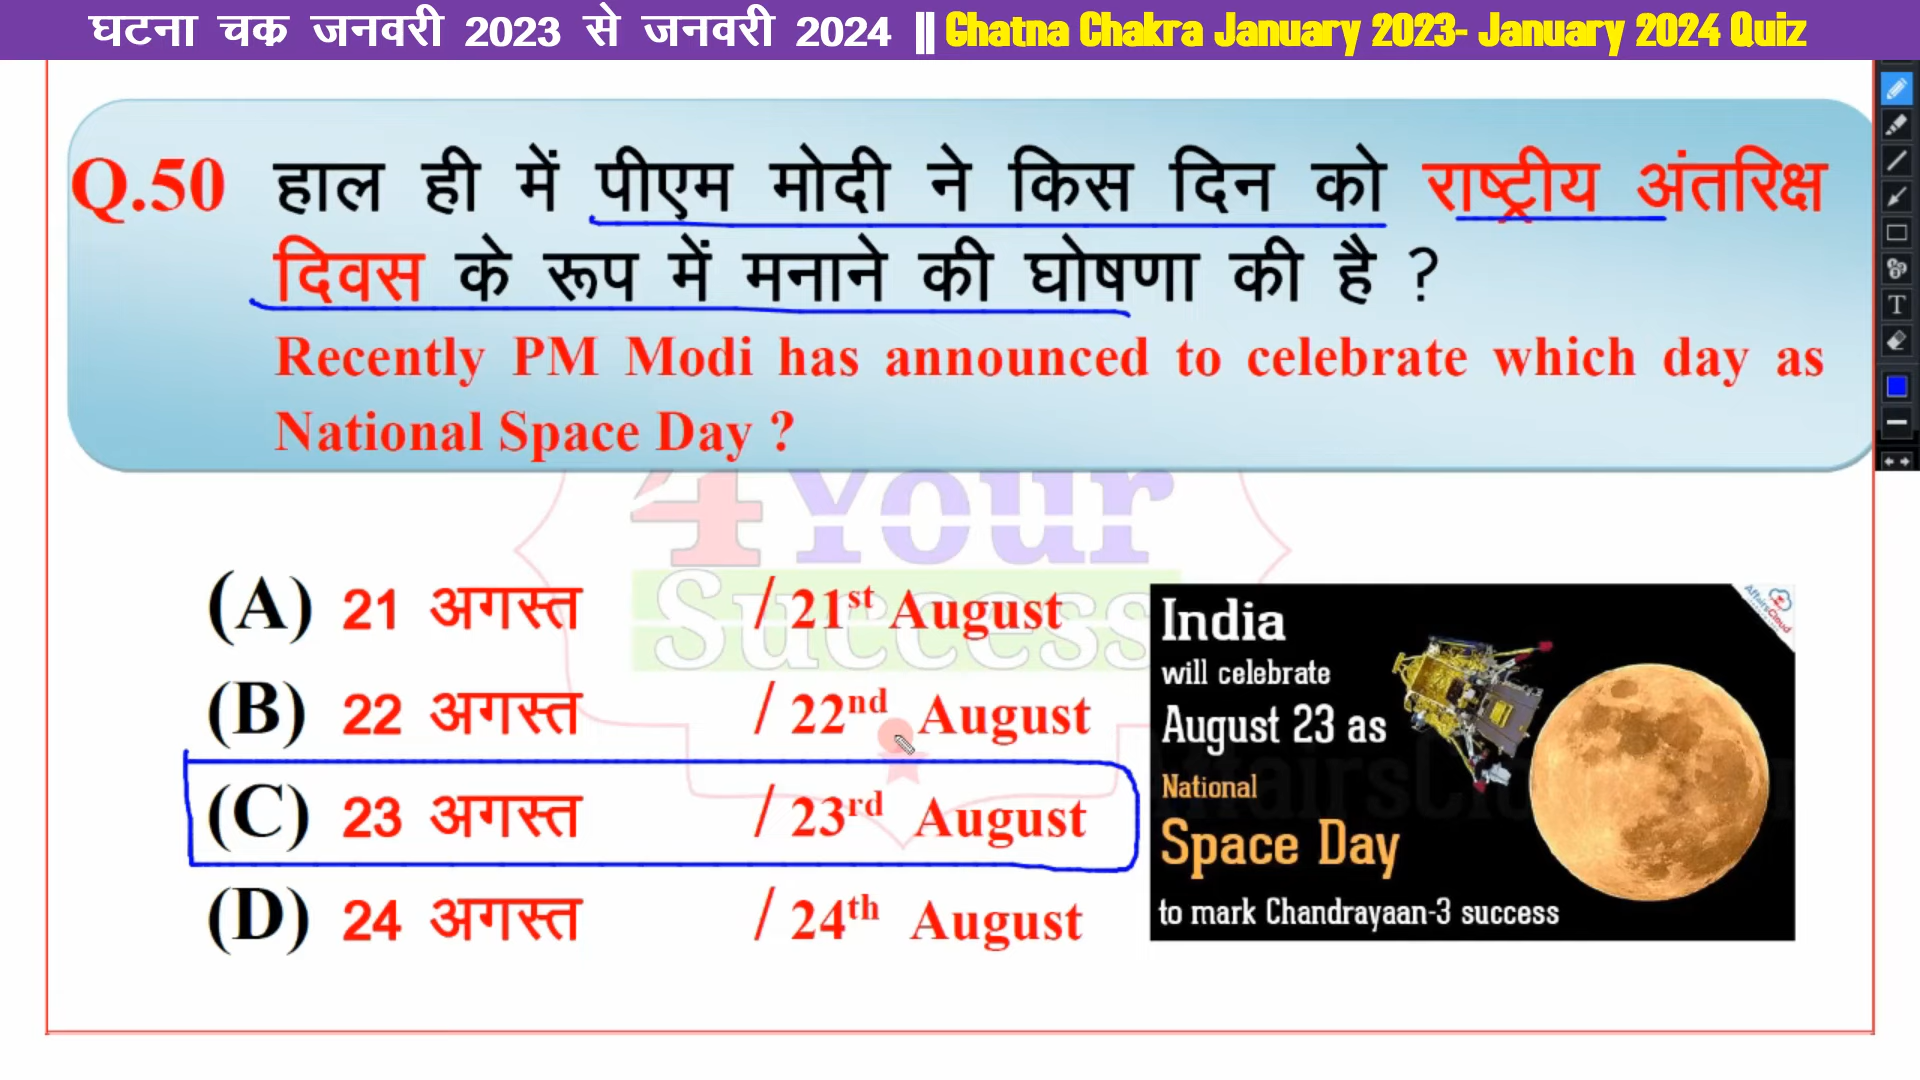 घटना चक्र जनवरी 2023 से जनवरी 2024 || Ghatna Chakra January 2023- January 2024 Quiz
Q.50 हाल ही में पीएम मोदी ने किस दिन को राष्ट्रीय अंतरिक्ष
दिवस के रूप में मनाने की घोषणा की है ?
Recently PM Modi has announced to celebrate which day as
National Space Day ?
4Your
Success
(A) 21 अगस्त / 21st August
(B) 22 अगस्त / 22nd August
(C) 23 अगस्त / 23rd August
(D) 24 अगस्त / 24th August
AffairsCloud
India
will celebrate
August 23 as
National
Space Day
to mark Chandrayaan-3 success